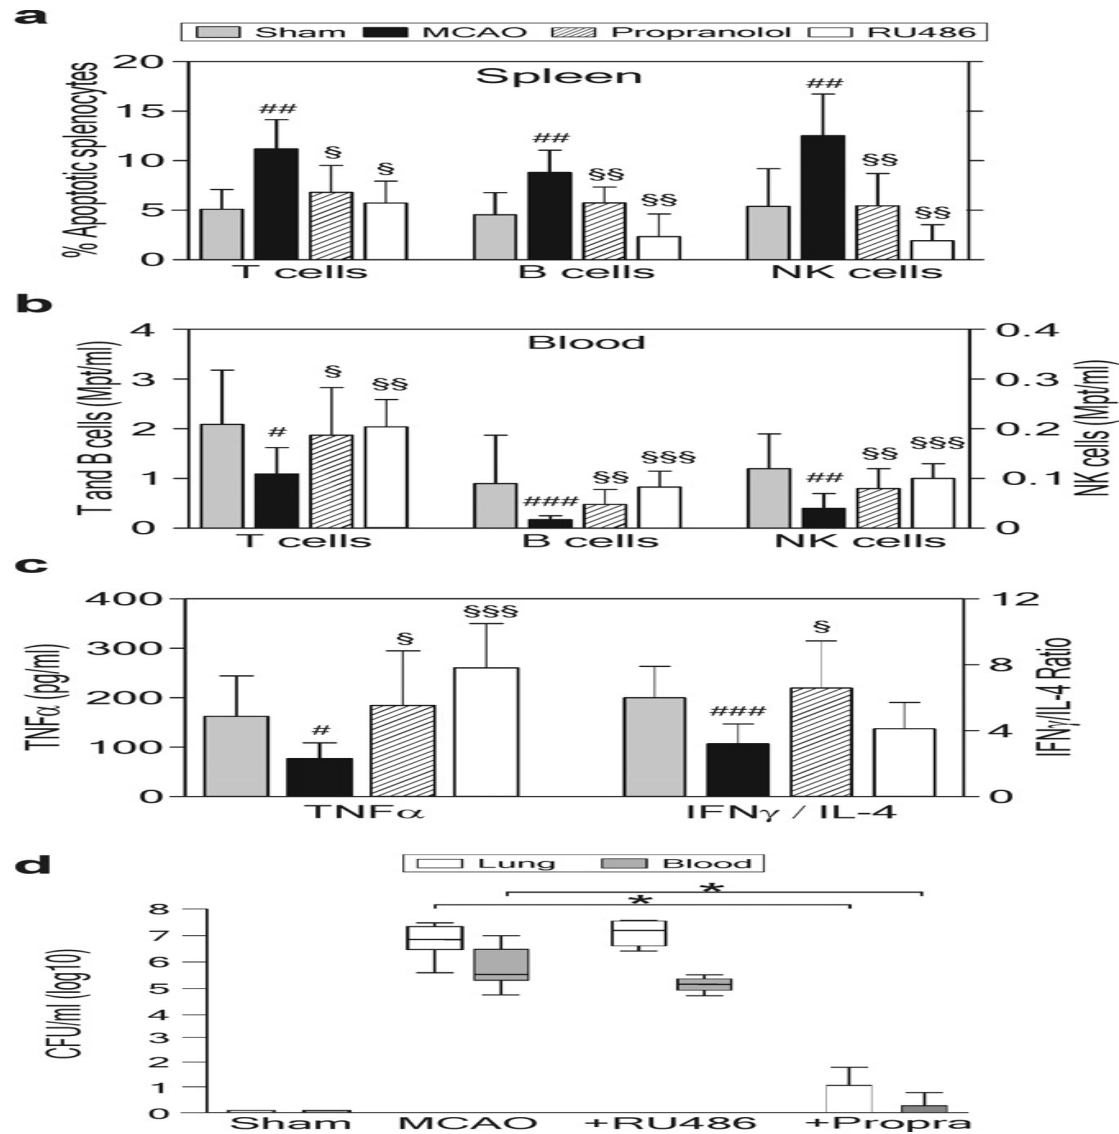 a
Sham MCAO Propranolol RU486
Spleen
% Apoptotic splenocytes
20
15
10
5
0
## § § ## §§ §§ ## §§ §§
T cells B cells NK cells
b
Blood
T and B cells (Mpt/ml)
4
3
2
1
0
# § §§ ### §§ §§§ ## §§ §§§
NK cells (Mpt/ml)
0.4
0.3
0.2
0.1
0
T cells B cells NK cells
c
TNFα (pg/ml)
400
300
200
100
0
# § §§§ ### §
IFNγ/IL-4 Ratio
12
8
4
0
TNFα IFNγ / IL-4
d
Lung Blood
CFU/ml (log10)
8
7
6
5
4
3
2
1
0
*
*
Sham MCAO +RU486 +Propra